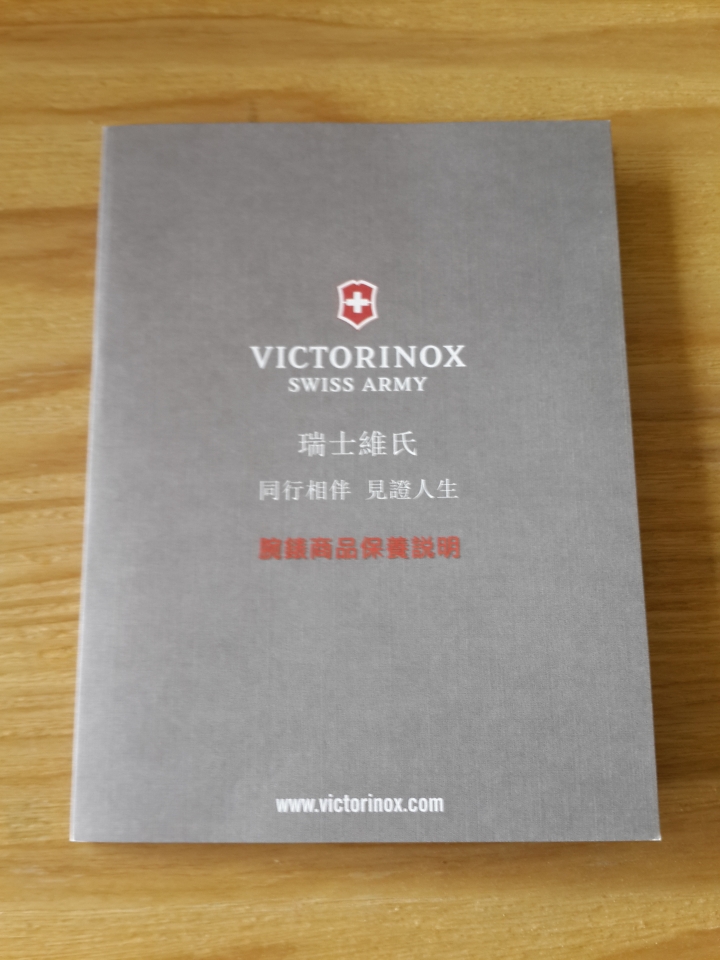 VICTORINOX
SWISS ARMY
瑞士維氏
同行相伴 見證人生
腕錶商品保養説明
www.victorinox.com